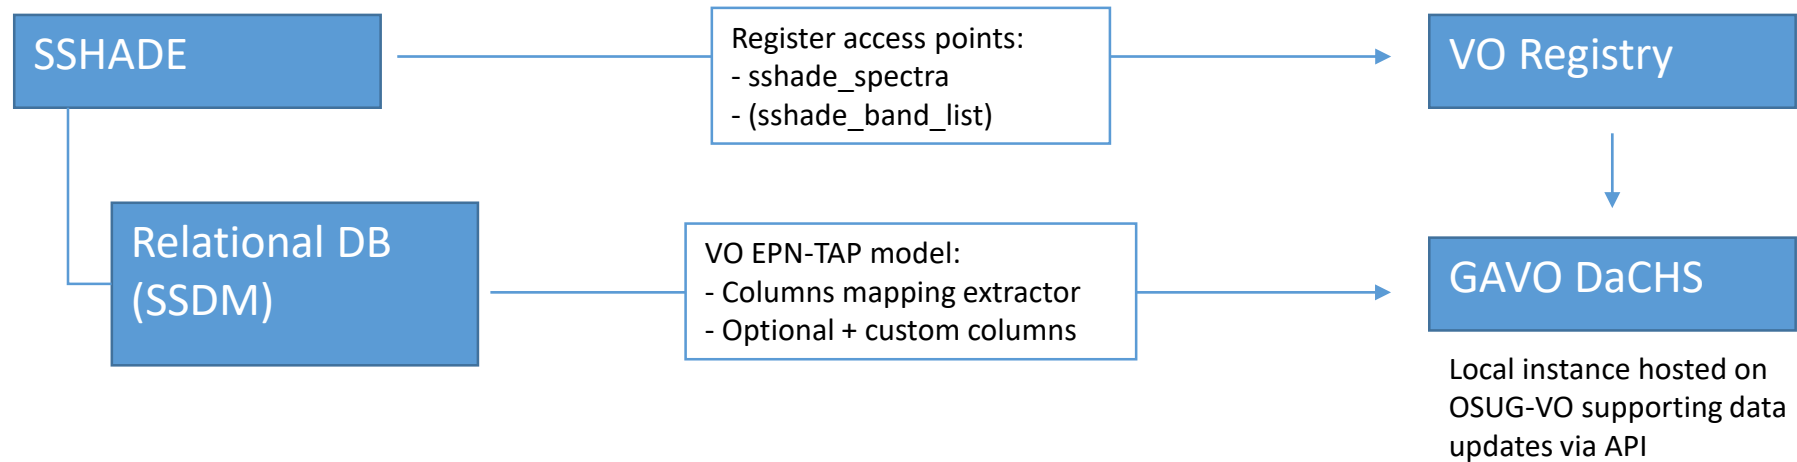 SSHADE
Register access points:
- sshade_spectra
- (sshade_band_list)
VO Registry
Relational DB
(SSDM)
VO EPN-TAP model:
- Columns mapping extractor
- Optional + custom columns
GAVO DaCHS
Local instance hosted on
OSUG-VO supporting data
updates via API